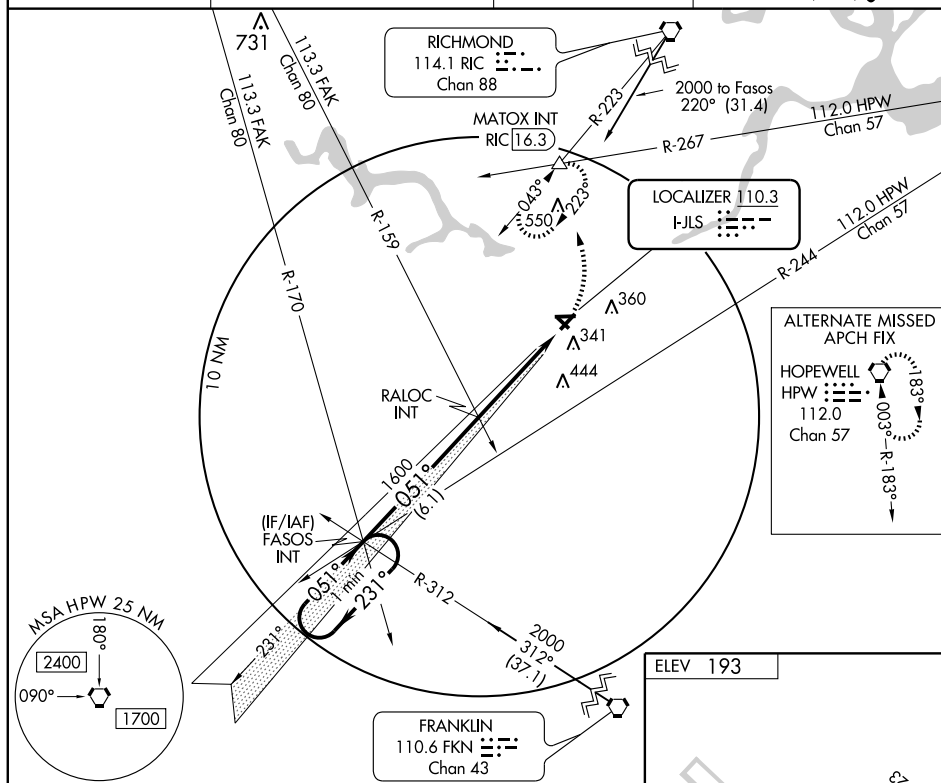 731
113.3 FAK
Chan 80
113.3 FAK
Chan 80
RICHMOND
114.1 RIC
Chan 88
R-223
2000 to Fasos
220° (31.4)
MATOX INT
RIC 16.3
112.0 HPW
Chan 57
R-267
043°
550
223°
LOCALIZER 110.3
I-JLS
112.0 HPW
Chan 57
R-244
R-159
R-170
10 NM
360
341
444
ALTERNATE MISSED
APCH FIX
HOPEWELL
HPW
112.0
Chan 57
183°
003°
R-183°
RALOC
INT
1600
051°
(6.1)
(IF/IAF)
FASOS
INT
051°
1 min
231°
231°
R-312
2000
312°
(37.1)
MSA HPW 25 NM
180°
2400
090°
1700
FRANKLIN
110.6 FKN
Chan 43
ELEV 193